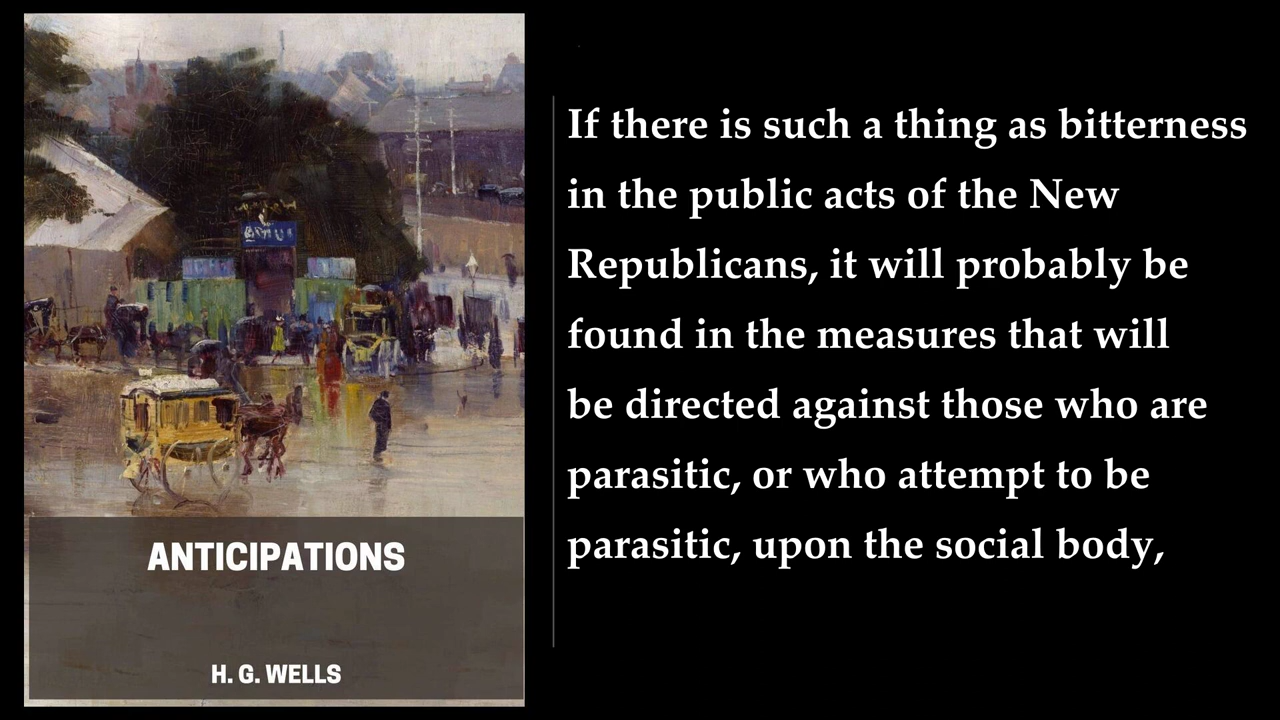 ANTICIPATIONS
H. G. WELLS
If there is such a thing as bitterness
in the public acts of the New
Republicans, it will probably be
found in the measures that will
be directed against those who are
parasitic, or who attempt to be
parasitic, upon the social body,